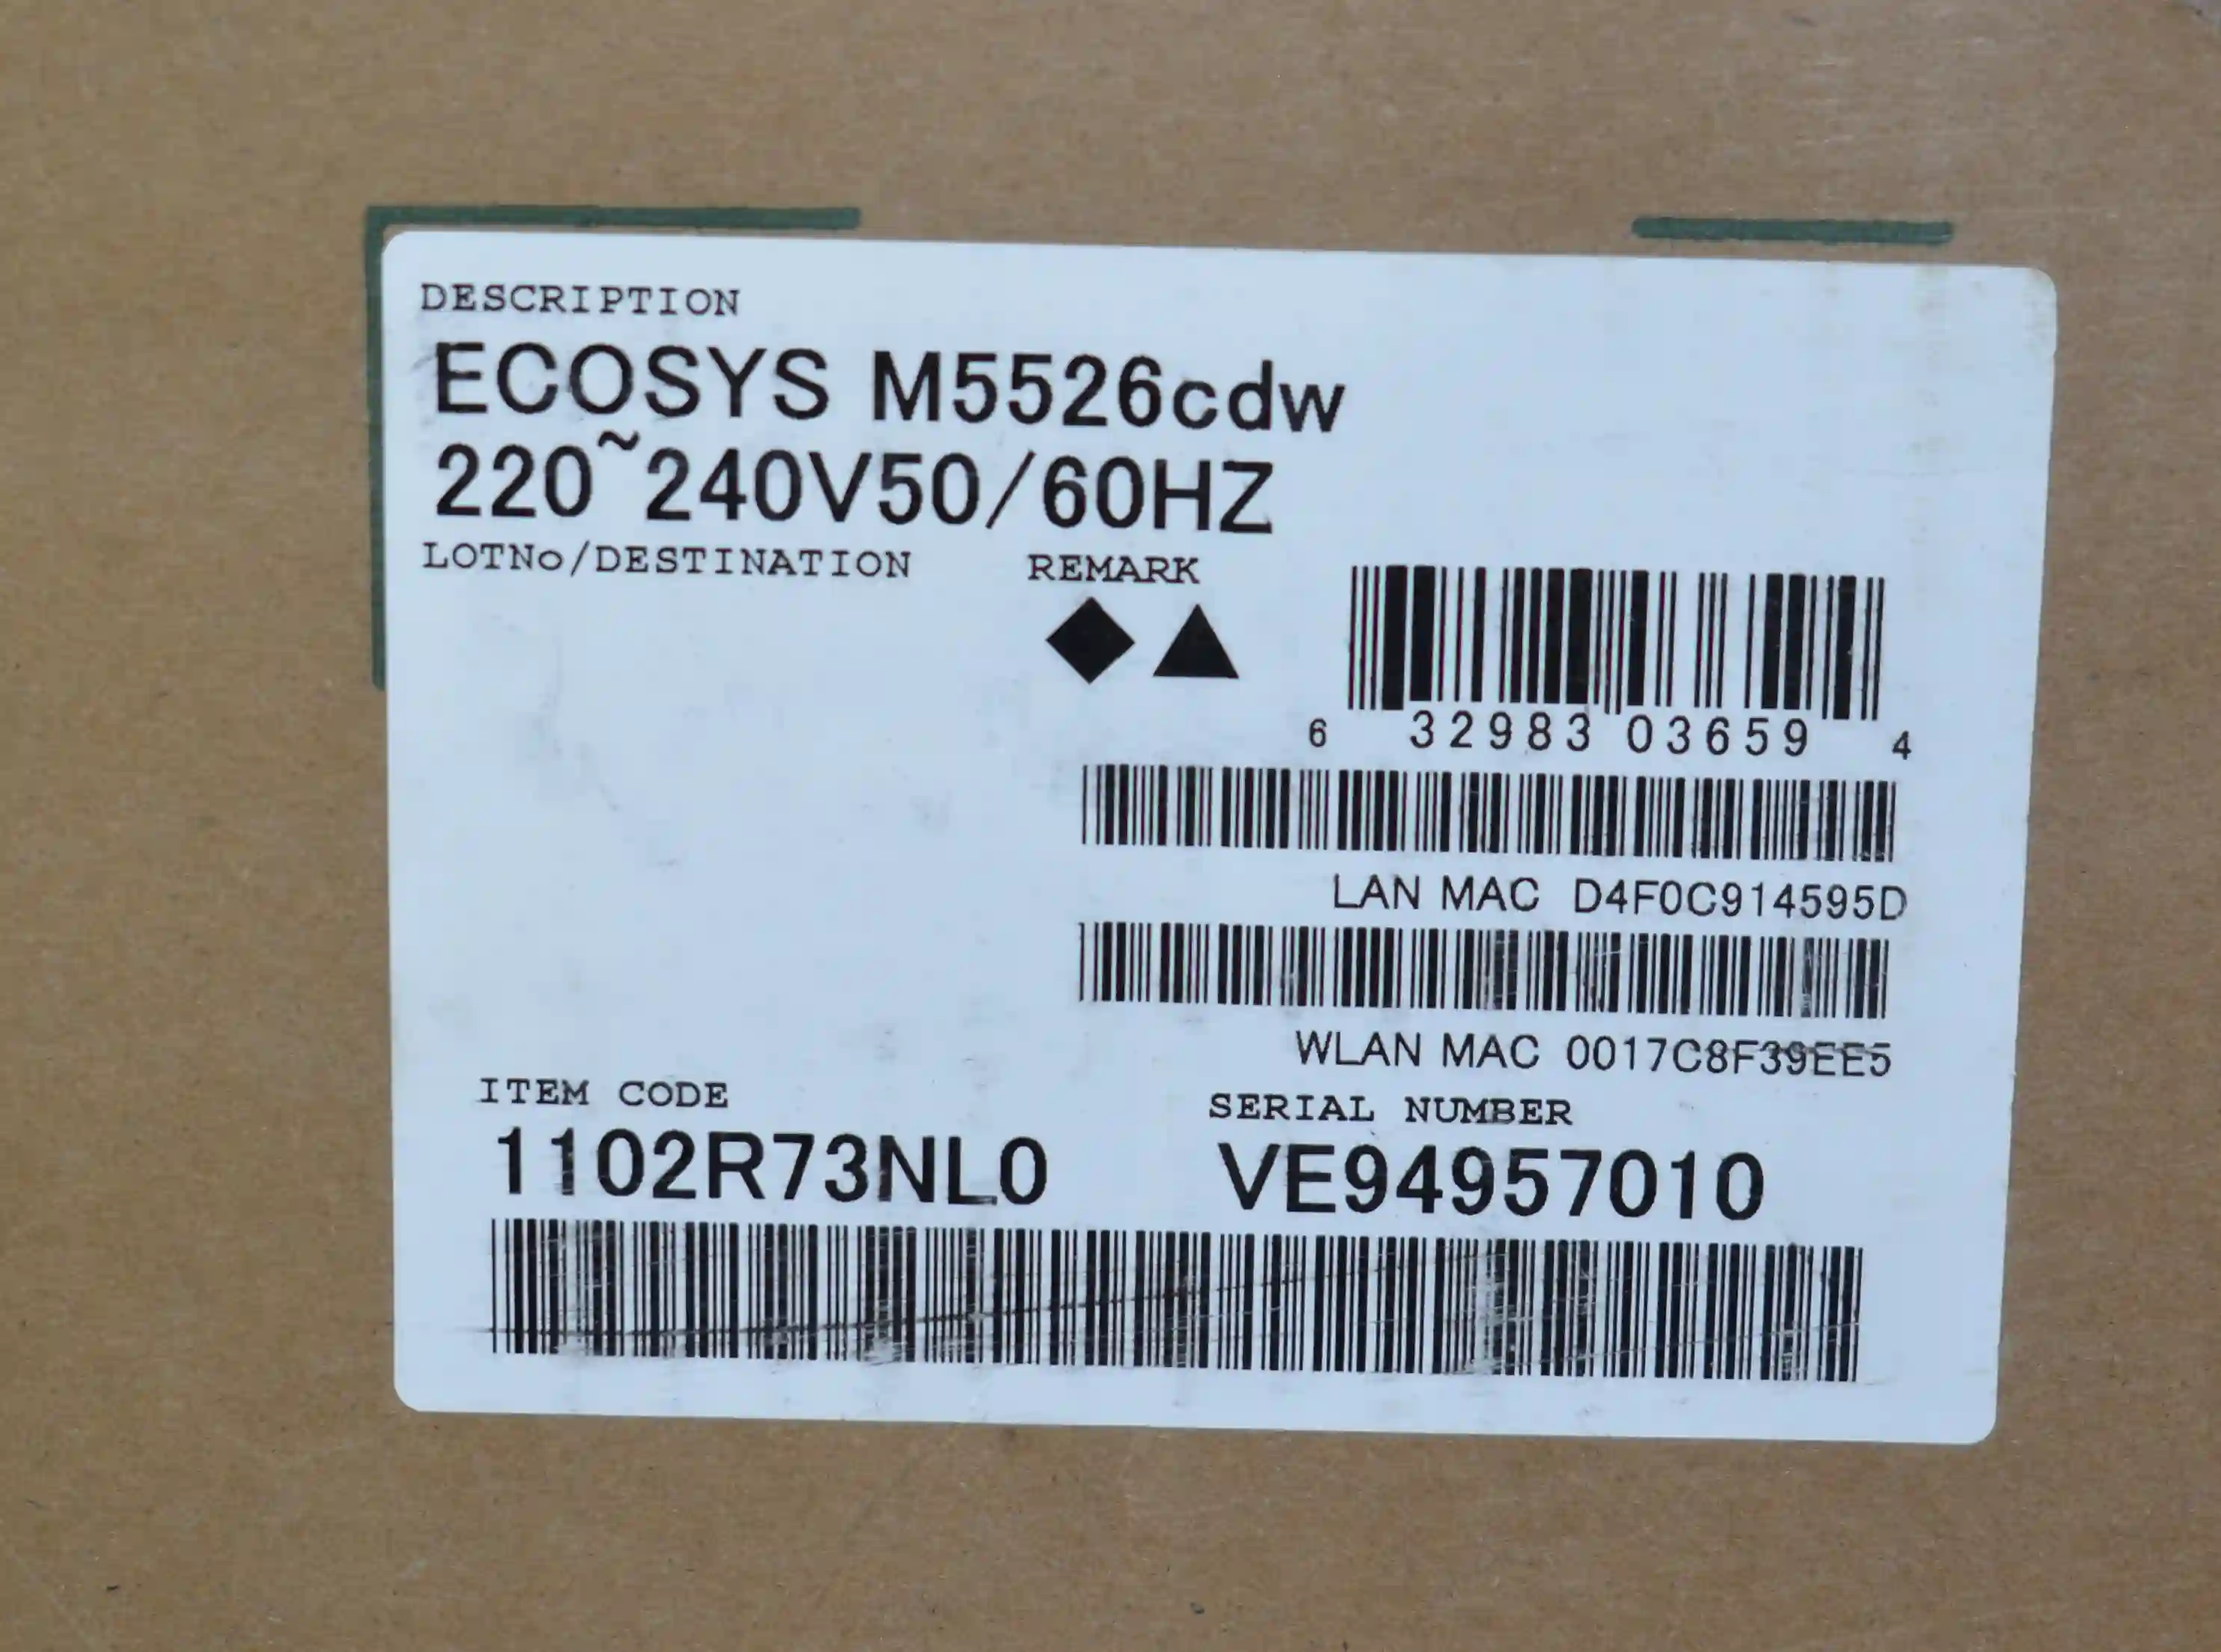 DESCRIPTION
ECOSYS M5526cdw
220~240V50/60HZ
LOTNo/DESTINATION REMARK
6 32983 03659 4
LAN MAC D4F0C914595D
WLAN MAC 0017C8F39EE5
ITEM CODE SERIAL NUMBER
1102R73NL0 VE94957010